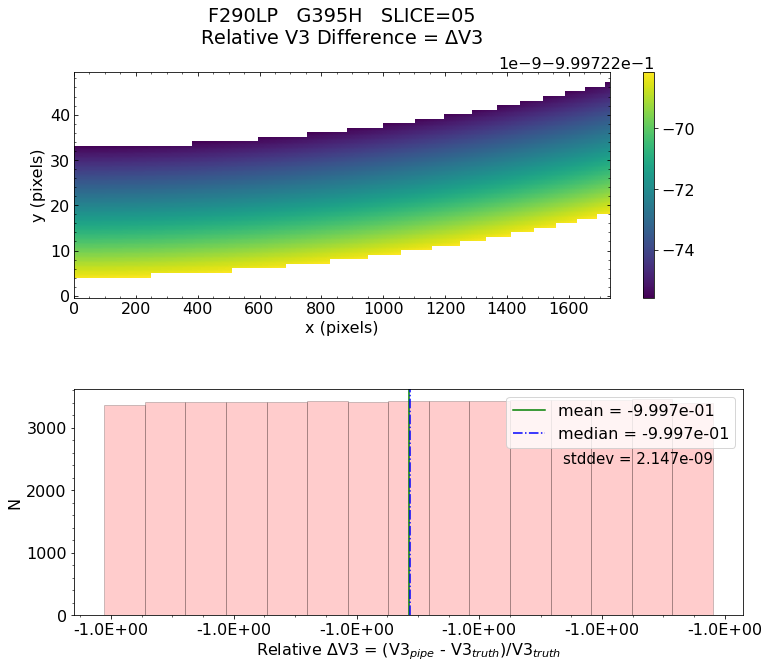 F290LP G395H SLICE=05
Relative V3 Difference = ΔV3
1e−9−9.99722e−1
40
30
20
10
0
y (pixels)
0 200 400 600 800 1000 1200 1400 1600
x (pixels)
−70
−72
−74
3000
2000
1000
0
N
mean = -9.997e-01
median = -9.997e-01
stddev = 2.147e-09
-1.0E+00 -1.0E+00 -1.0E+00 -1.0E+00 -1.0E+00 -1.0E+00
Relative ΔV3 = (V3pipe - V3truth)/V3truth